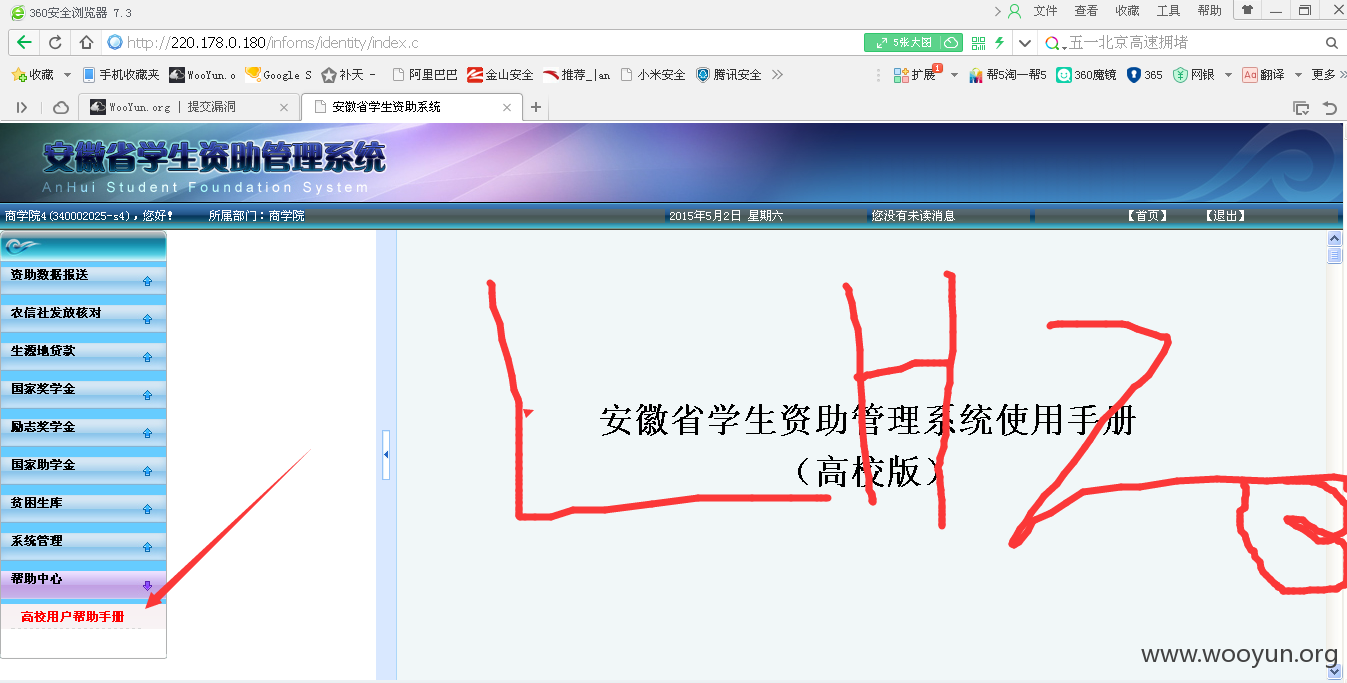 360安全浏览器 7.3
文件 查看 收藏 工具 帮助
http://220.178.0.180/infoms/identity/index.c
5张大图
五一北京高速拥堵
收藏 手机收藏夹 WooYun.o Google S 补天 - 阿里巴巴 金山安全 推荐_|an 小米安全 腾讯安全 扩展 1 帮5淘一帮5 360魔镜 365 网银 Aa 翻译 更多
WooYun.org | 提交漏洞 安徽省学生资助系统
安徽省学生资助管理系统
AnHui Student Foundation System
商学院4(340002025-s4),您好! 所属部门:商学院 2015年5月2日 星期六 您没有未读消息 【首页】 【退出】
资助数据报送
农信社发放核对
生源地贷款
国家奖学金
励志奖学金
国家助学金
贫困生库
系统管理
帮助中心
高校用户帮助手册
安徽省学生资助管理系统使用手册
(高校版)
LHZ
www.wooyun.org